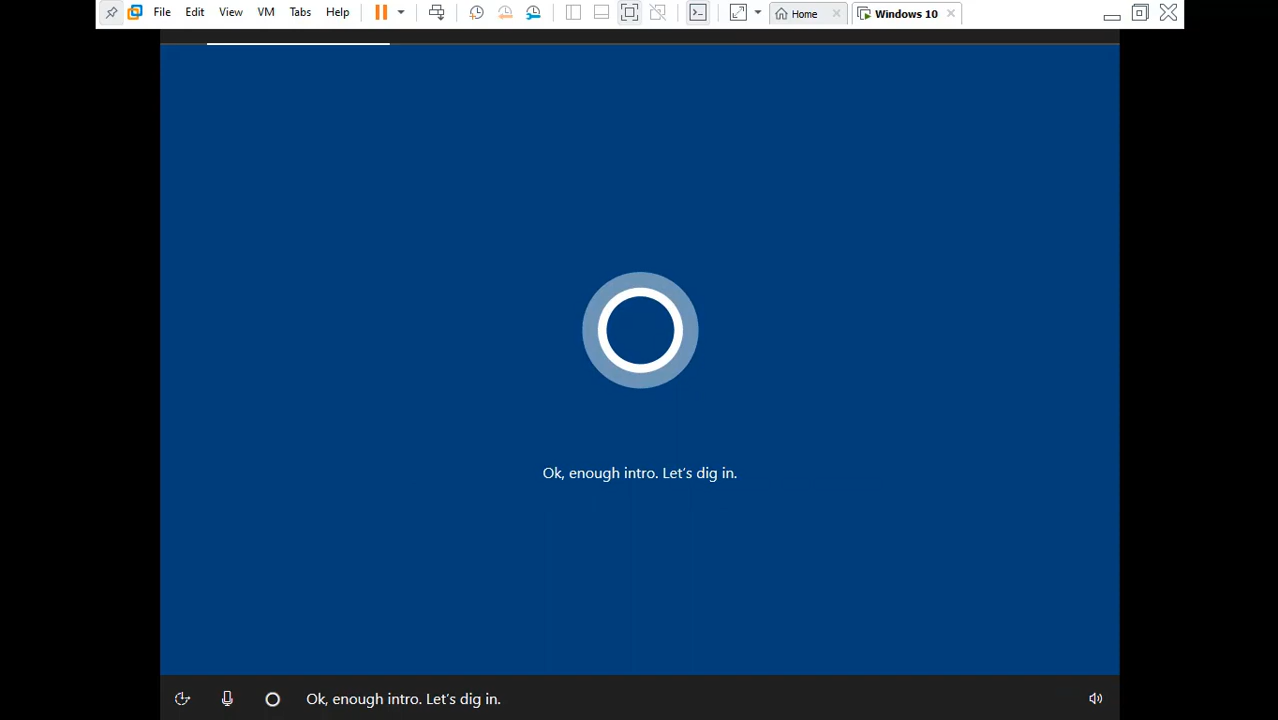 File Edit View VM Tabs Help Home Windows 10
Ok, enough intro. Let's dig in.
Ok, enough intro. Let's dig in.